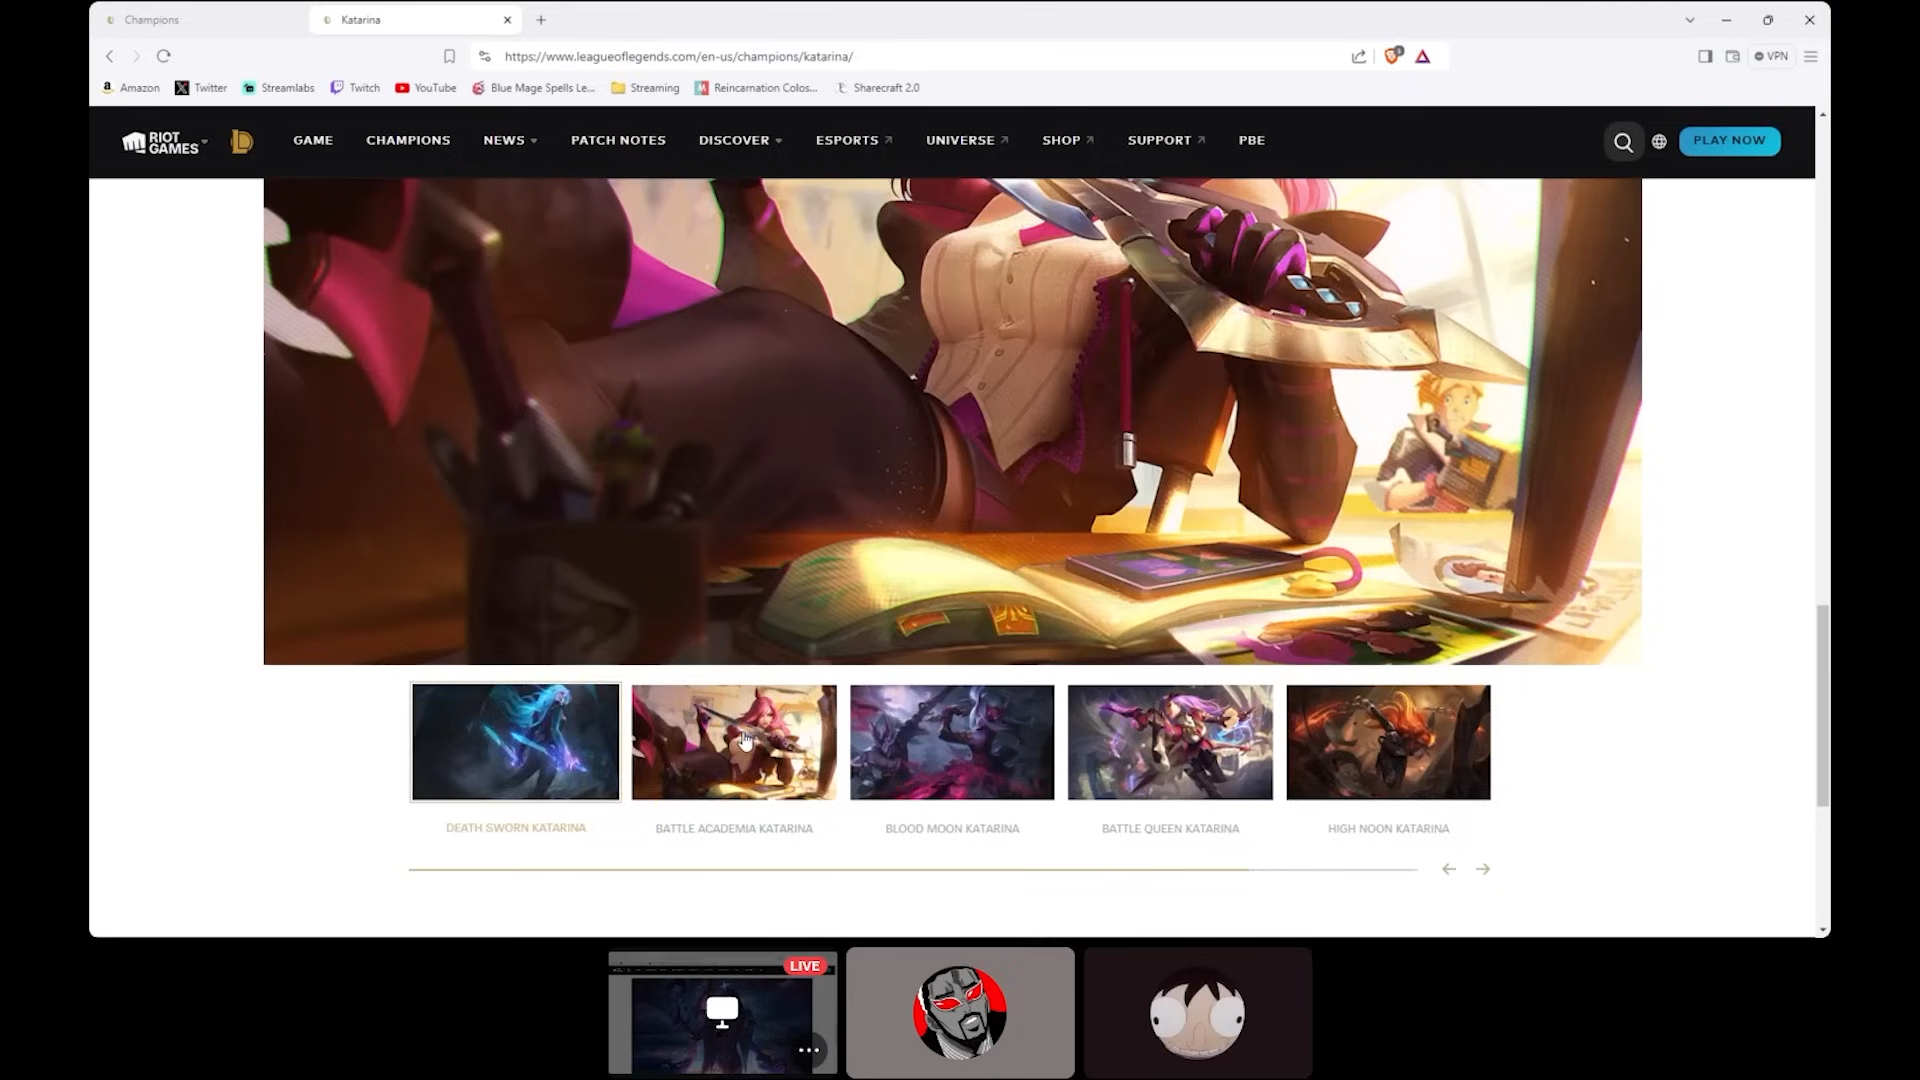 Champions
Katarina
https://www.leagueoflegends.com/en-us/champions/katarina/
VPN
Amazon Twitter Streamlabs Twitch YouTube Blue Mage Spells Le... Streaming Reincarnation Colos... Sharecraft 2.0
RIOT
GAMES
GAME CHAMPIONS NEWS PATCH NOTES DISCOVER ESPORTS UNIVERSE SHOP SUPPORT PBE
PLAY NOW
DEATH SWORN KATARINA
BATTLE ACADEMIA KATARINA
BLOOD MOON KATARINA
BATTLE QUEEN KATARINA
HIGH NOON KATARINA
LIVE